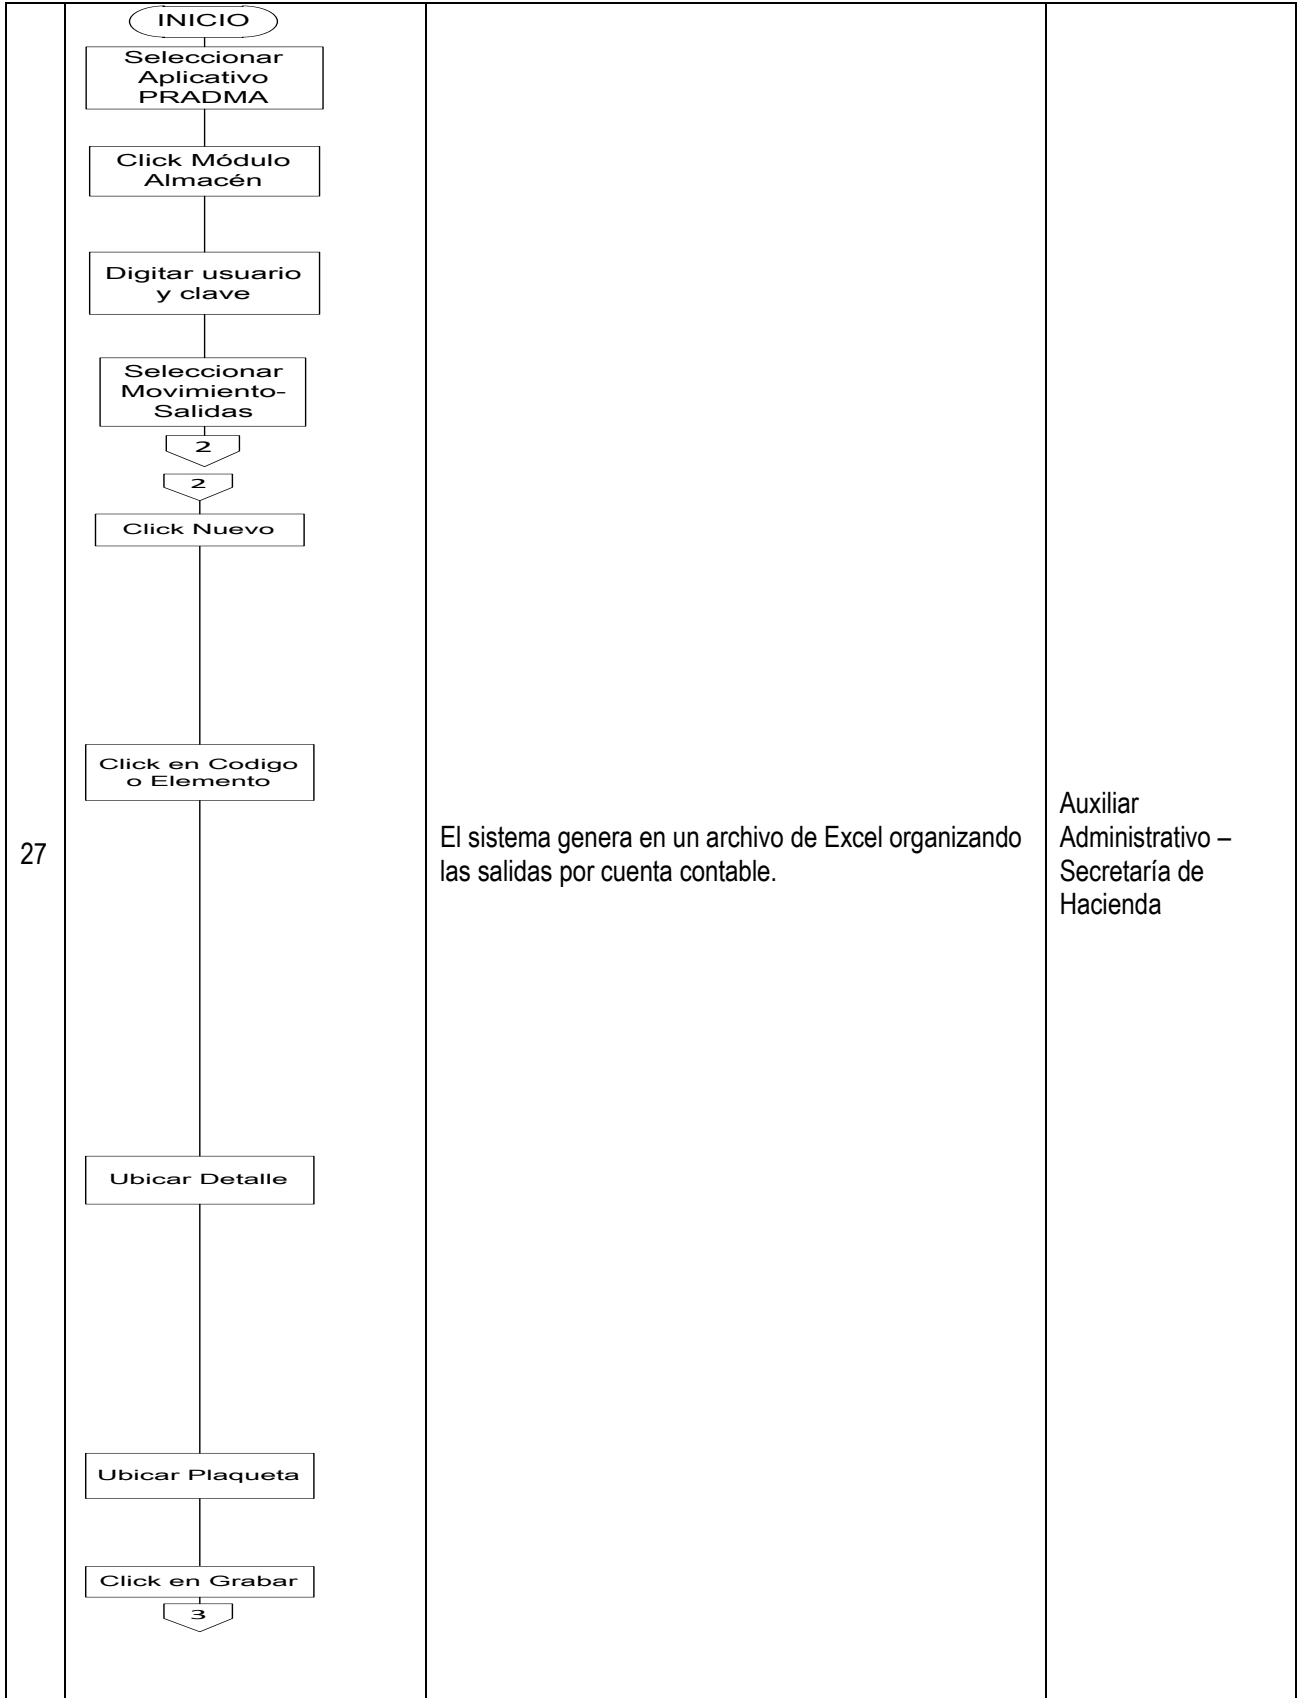 27
INICIO
Seleccionar
Aplicativo
PRADMA
Click Módulo
Almacén
Digitar usuario
y clave
Seleccionar
Movimiento-
Salidas
2
2
Click Nuevo
Click en Codigo
o Elemento
Ubicar Detalle
Ubicar Plaqueta
Click en Grabar
3
El sistema genera en un archivo de Excel organizando
las salidas por cuenta contable.
Auxiliar
Administrativo –
Secretaría de
Hacienda